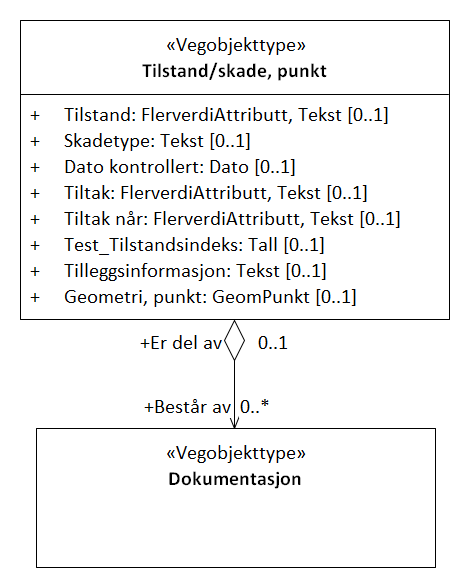 «Vegobjekttype»
Tilstand/skade, punkt
+ Tilstand: FlerverdiAttributt, Tekst [0..1]
+ Skadetype: Tekst [0..1]
+ Dato kontrollert: Dato [0..1]
+ Tiltak: FlerverdiAttributt, Tekst [0..1]
+ Tiltak når: FlerverdiAttributt, Tekst [0..1]
+ Test_Tilstandsindeks: Tall [0..1]
+ Tilleggsinformasjon: Tekst [0..1]
+ Geometri, punkt: GeomPunkt [0..1]
+Er del av 0..1
+Består av 0..*
«Vegobjekttype»
Dokumentasjon